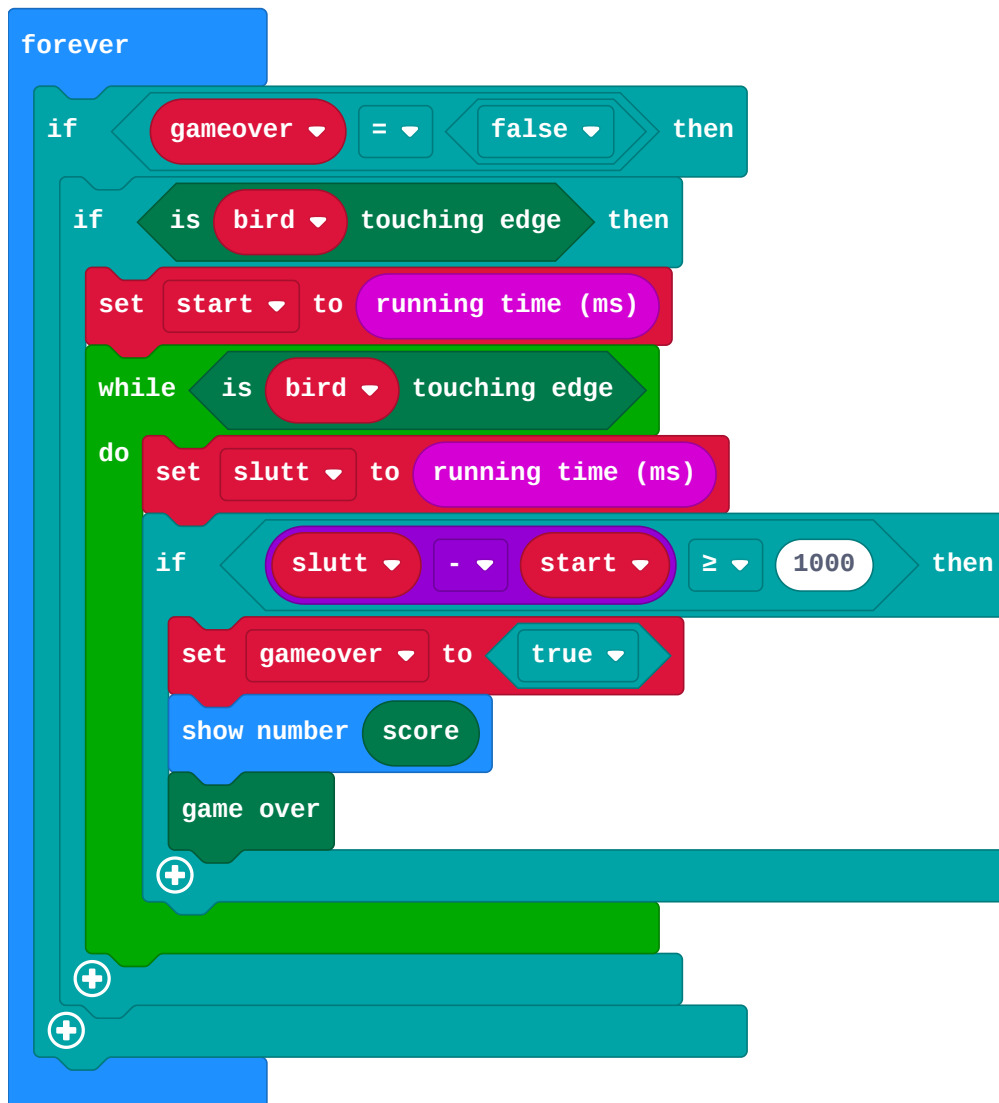 forever
if gameover = false then
if is bird touching edge then
set start to running time (ms)
while is bird touching edge
do
set slutt to running time (ms)
if slutt - start ≥ 1000 then
set gameover to true
show number score
game over